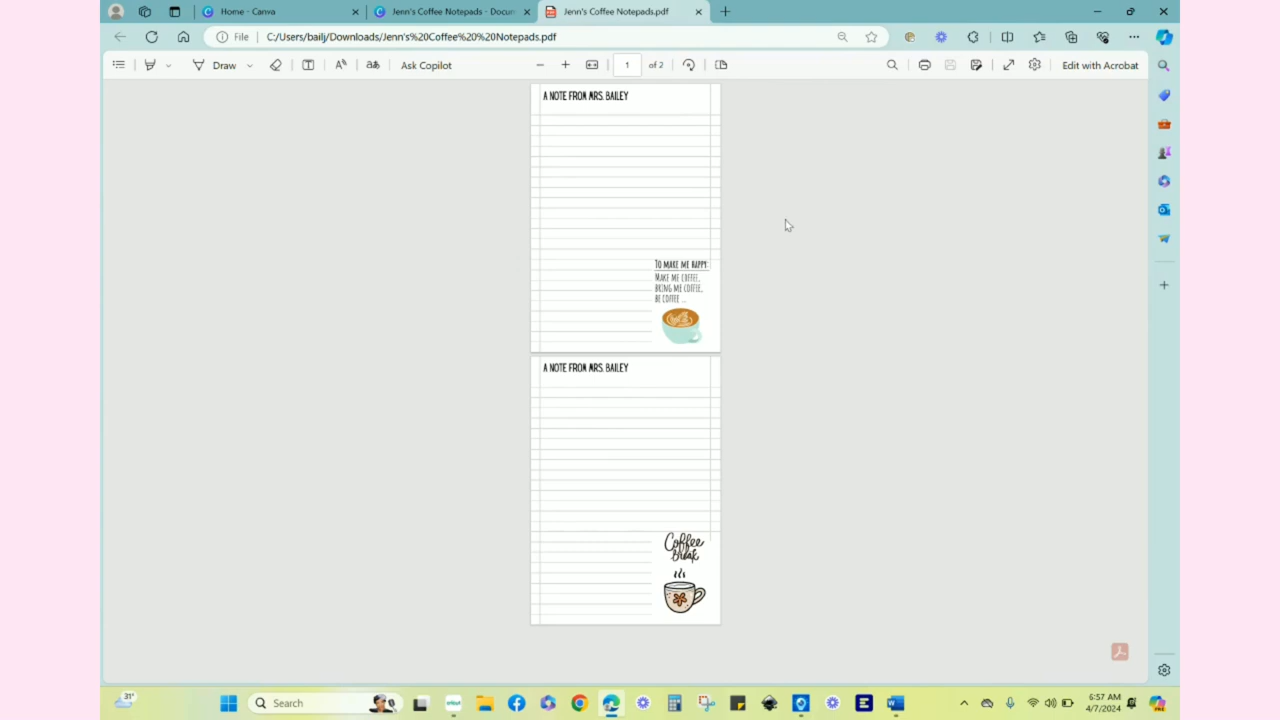 Home - Canva
Jenn's Coffee Notepads - Docum
Jenn's Coffee Notepads.pdf
File
C:/Users/bailj/Downloads/Jenn's%20Coffee%20%20Notepads.pdf
Draw
Ask Copilot
1
of 2
Edit with Acrobat
A NOTE FROM MRS. BAILEY
TO MAKE ME HAPPY:
MAKE ME COFFEE,
BRING ME COFFEE,
BE COFFEE ...
A NOTE FROM MRS. BAILEY
Coffee
Break
31°
Search
6:57 AM
4/7/2024